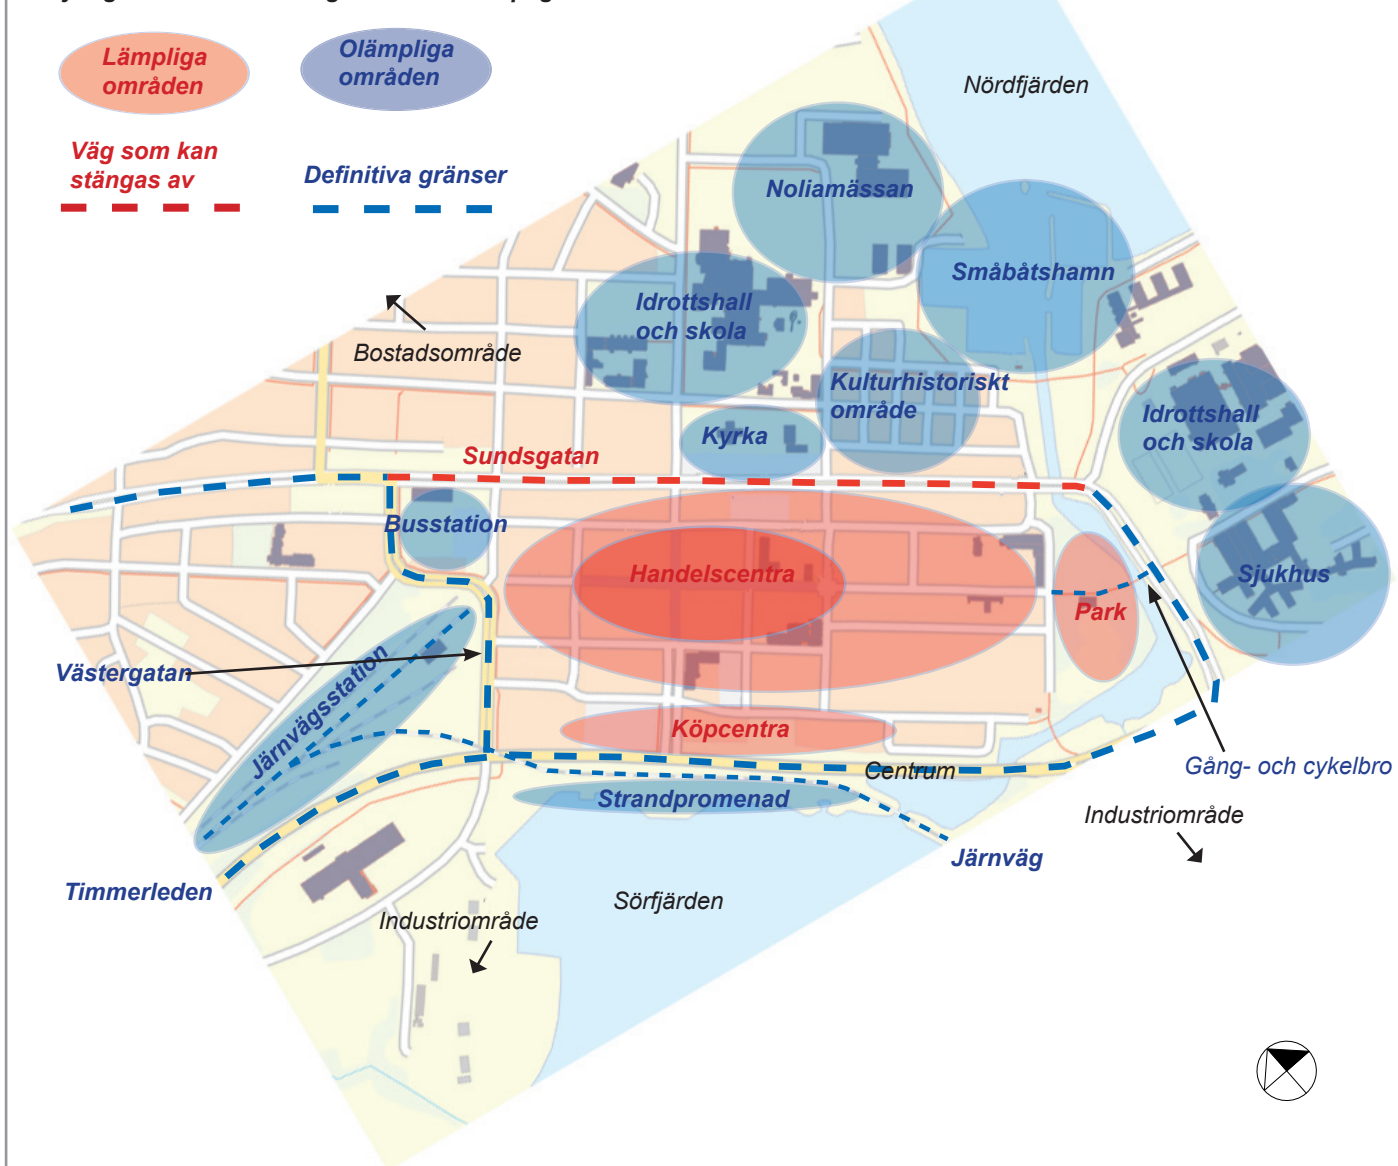 Lämpliga
områden
Olämpliga
områden
Väg som kan
stängas av
Definitiva gränser
Nördfjärden
Noliamässan
Småbåtshamn
Idrottshall
och skola
Bostadsområde
Kulturhistoriskt
område
Idrottshall
och skola
Kyrka
Sundsgatan
Busstation
Handelscentra
Sjukhus
Park
Västergatan
Järnvägsstation
Köpcentra
Gång- och cykelbro
Centrum
Strandpromenad
Industriområde
Järnväg
Timmerleden
Sörfjärden
Industriområde